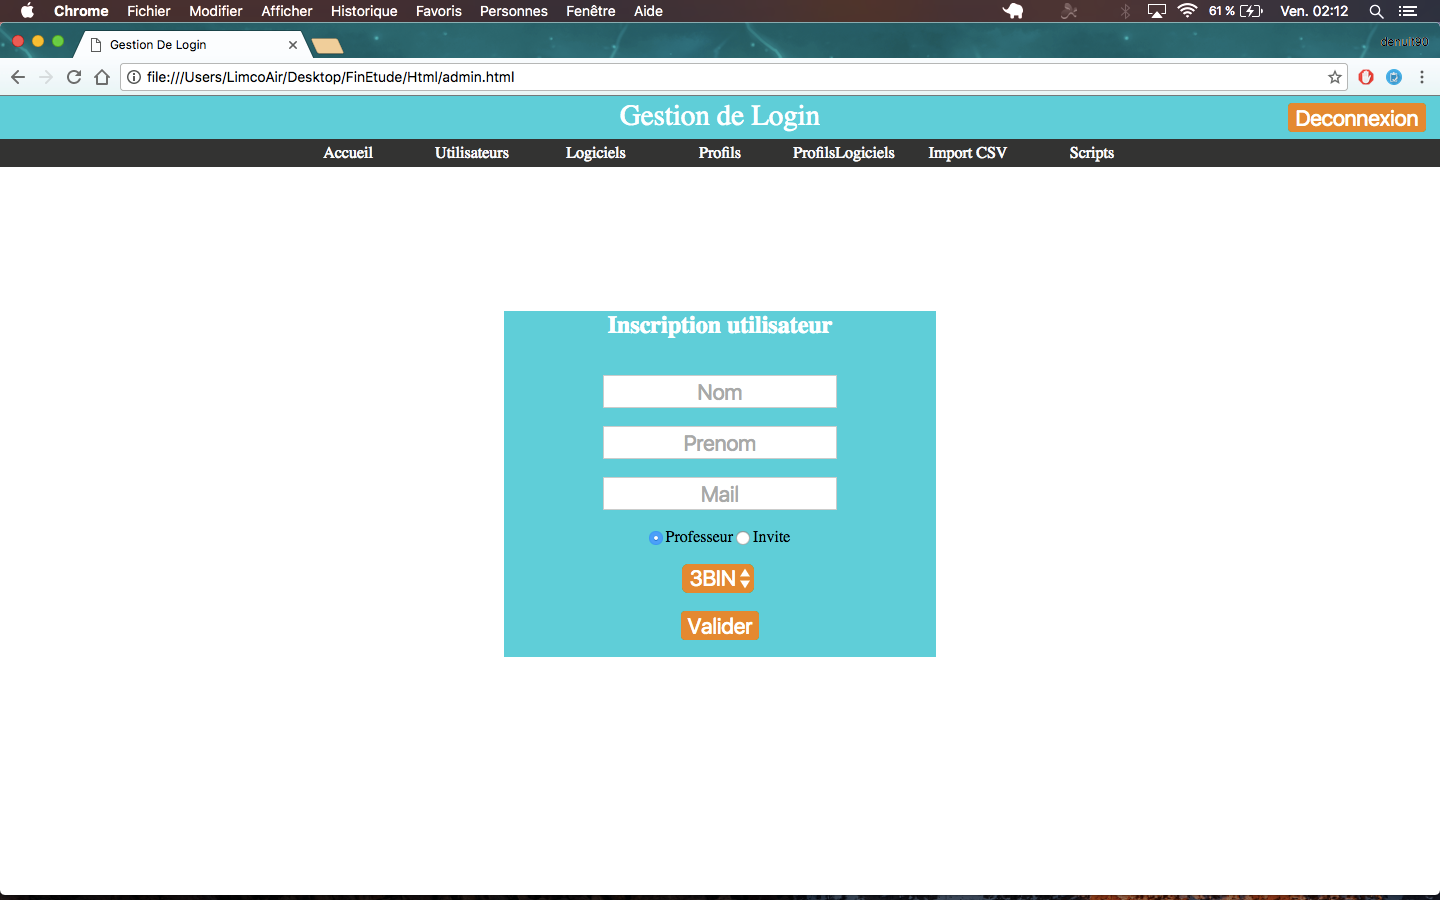 Chrome Fichier Modifier Afficher Historique Favoris Personnes Fenêtre Aide 61 % Ven. 02:12
Gestion De Login
file:///Users/LimcoAir/Desktop/FinEtude/Html/admin.html
Gestion de Login
Deconnexion
Accueil Utilisateurs Logiciels Profils ProfilsLogiciels Import CSV Scripts
Inscription utilisateur
Nom
Prenom
Mail
Professeur Invite
3BIN
Valider